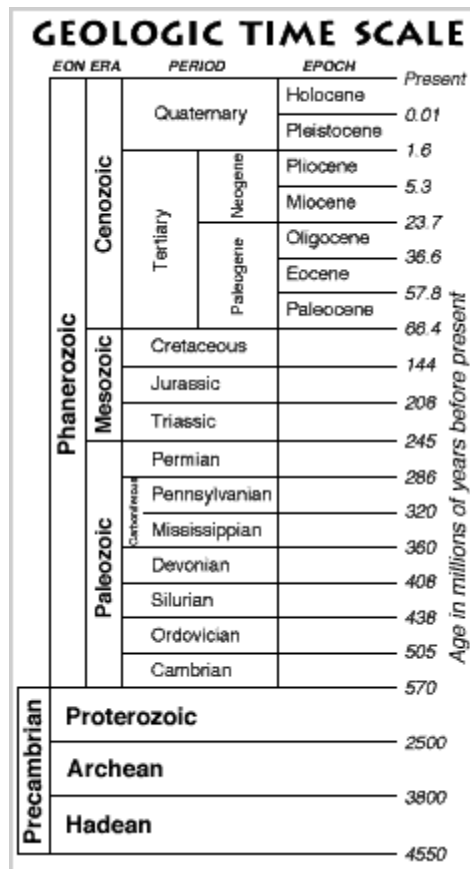 GEOLOGIC TIME SCALE
EON ERA PERIOD EPOCH
Present
Holocene
0.01
Quaternary
Pleistocene
1.6
Pliocene
5.3
Neogene
Miocene
23.7
Tertiary
Oligocene
36.6
Paleogene
Eocene
57.8
Paleocene
66.4
Cenozoic
Cretaceous
144
Jurassic
208
Triassic
245
Mesozoic
Permian
286
Pennsylvanian
320
Carboniferous
Mississippian
360
Devonian
408
Silurian
438
Ordovician
505
Cambrian
570
Paleozoic
Phanerozoic
Proterozoic
2500
Archean
3800
Hadean
4550
Precambrian
Age in millions of years before present